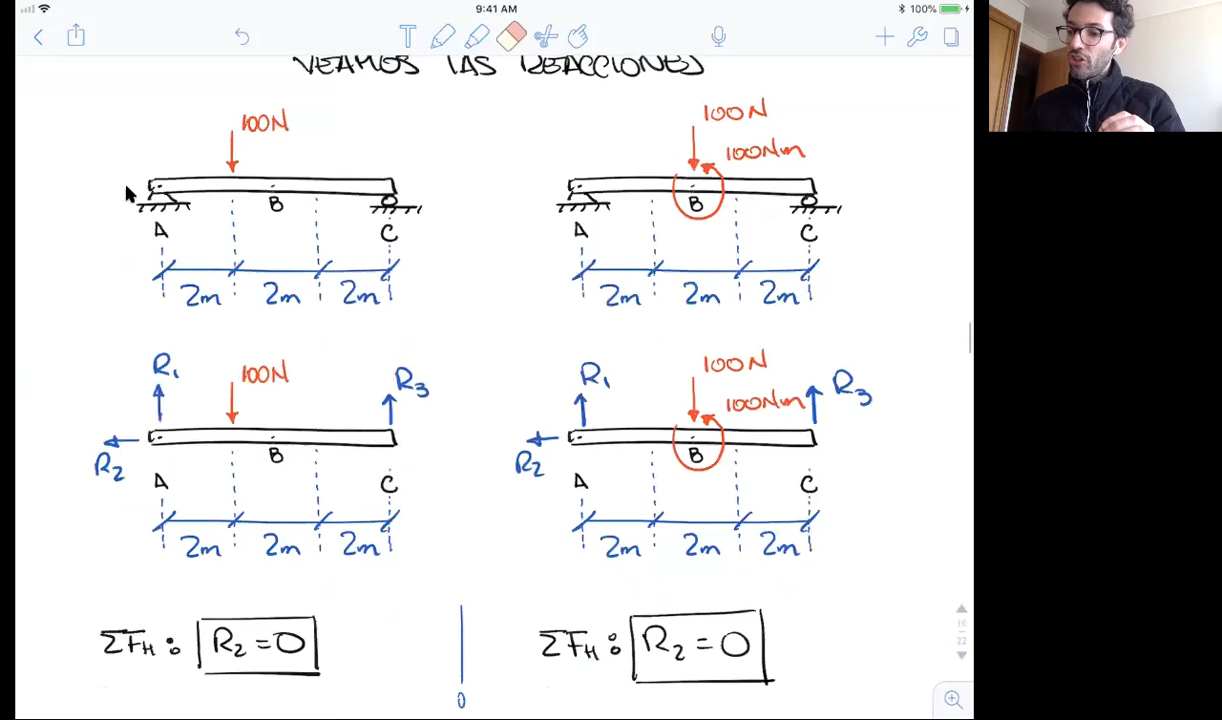 9:41 AM
100%
T
VEAMOS LAS REACCIONES
100N
B
A
C
2m 2m 2m
100N
100Nm
B
A
C
2m 2m 2m
R1
100N
R3
R2
B
A
C
2m 2m 2m
R1
100N
100Nm
R3
R2
B
A
C
2m 2m 2m
ΣFH: R2=0
ΣFH: R2=0
0